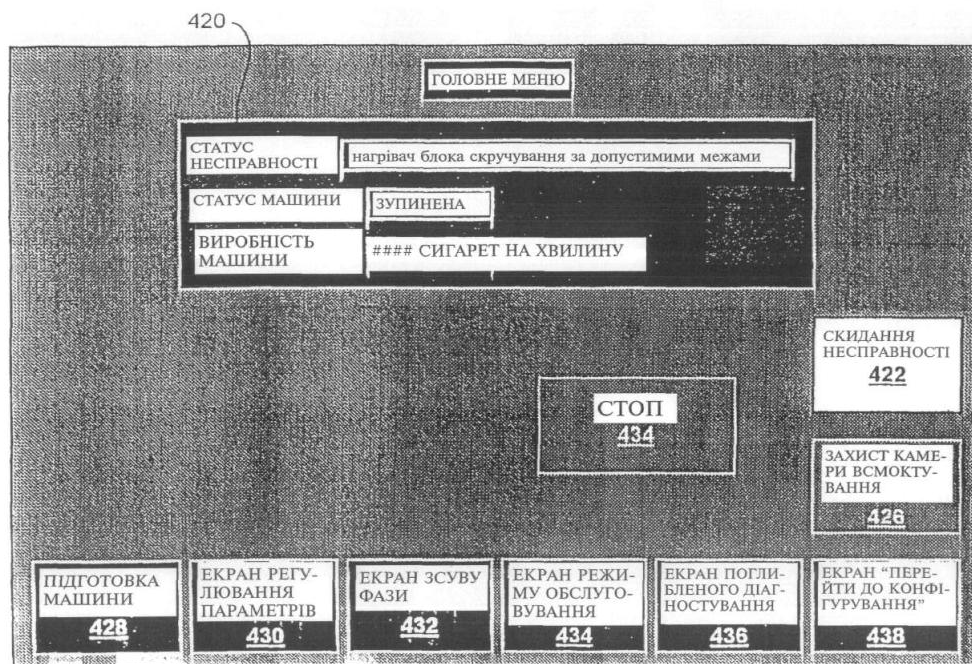 420
ГОЛОВНЕ МЕНЮ
СТАТУС
НЕСПРАВНОСТІ
нагрівач блока скручування за допустимими межами
СТАТУС МАШИНИ
ЗУПИНЕНА
ВИРОБНІСТЬ
МАШИНИ
#### СИГАРЕТ НА ХВИЛИНУ
СКИДАННЯ
НЕСПРАВНОСТІ
422
СТОП
434
ЗАХИСТ КАМЕ-
РИ ВСМОКТУ-
ВАННЯ
426
ПІДГОТОВКА
МАШИНИ
428
ЕКРАН РЕГУ-
ЛЮВАННЯ
ПАРАМЕТРІВ
430
ЕКРАН ЗСУВУ
ФАЗИ
432
ЕКРАН РЕЖИ-
МУ ОБСЛУГО-
ВУВАННЯ
434
ЕКРАН ПОГЛИ-
БЛЕНОГО ДІАГ-
НОСТУВАННЯ
436
ЕКРАН “ПЕРЕ-
ЙТИ ДО КОНФІ-
ГУРУВАННЯ”
438